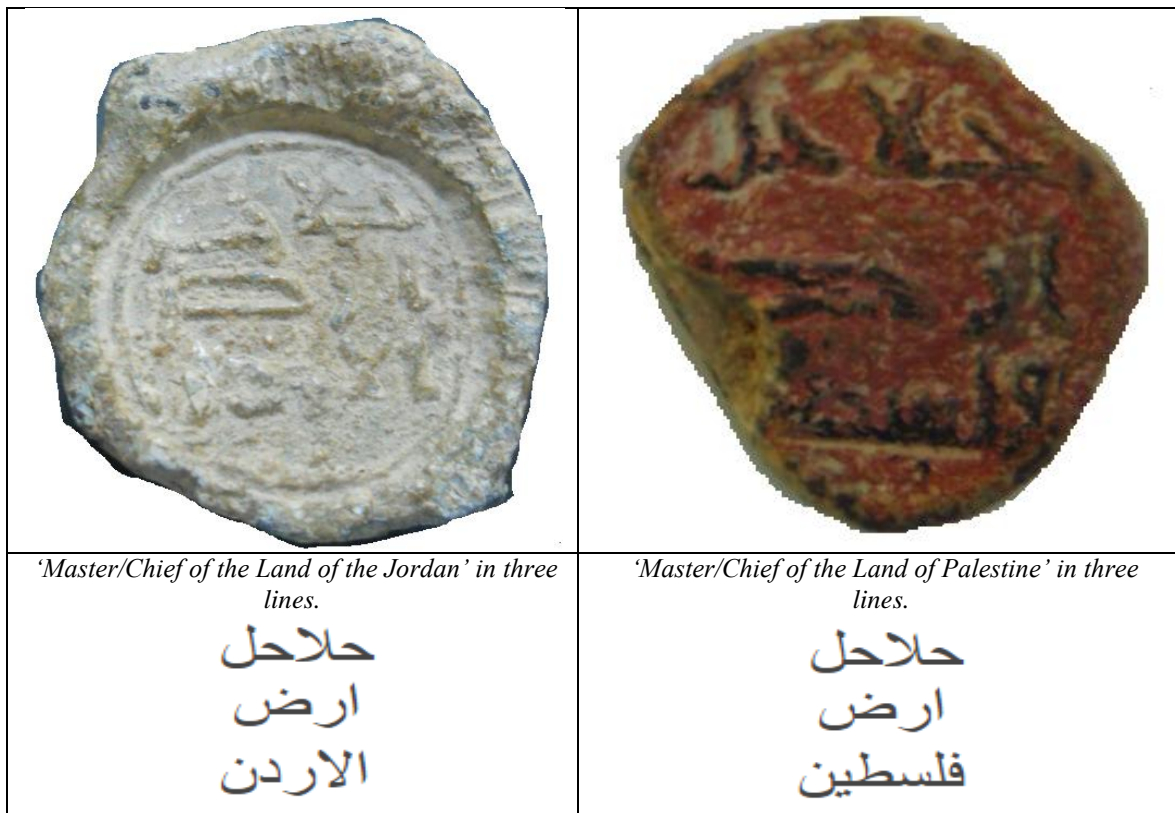 ‘Master/Chief of the Land of the Jordan’ in three
lines.
حلاحل
ارض
الاردن
‘Master/Chief of the Land of Palestine’ in three
lines.
حلاحل
ارض
فلسطين